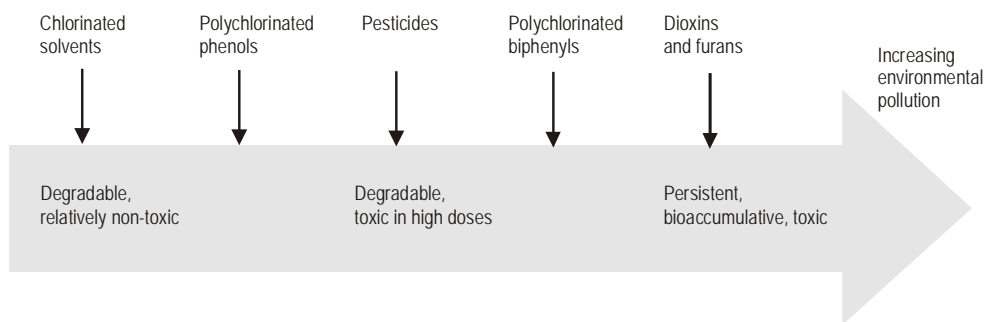 Chlorinated
solvents
Polychlorinated
phenols
Pesticides
Polychlorinated
biphenyls
Dioxins
and furans
Increasing
environmental
pollution
Degradable,
relatively non-toxic
Degradable,
toxic in high doses
Persistent,
bioaccumulative, toxic